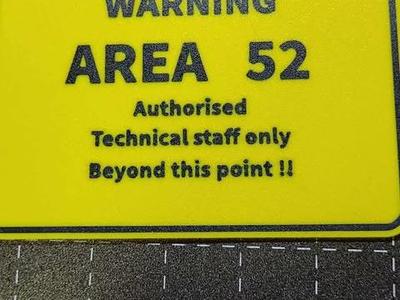 WARNING
AREA 52
Authorised
Technical staff only
Beyond this point !!